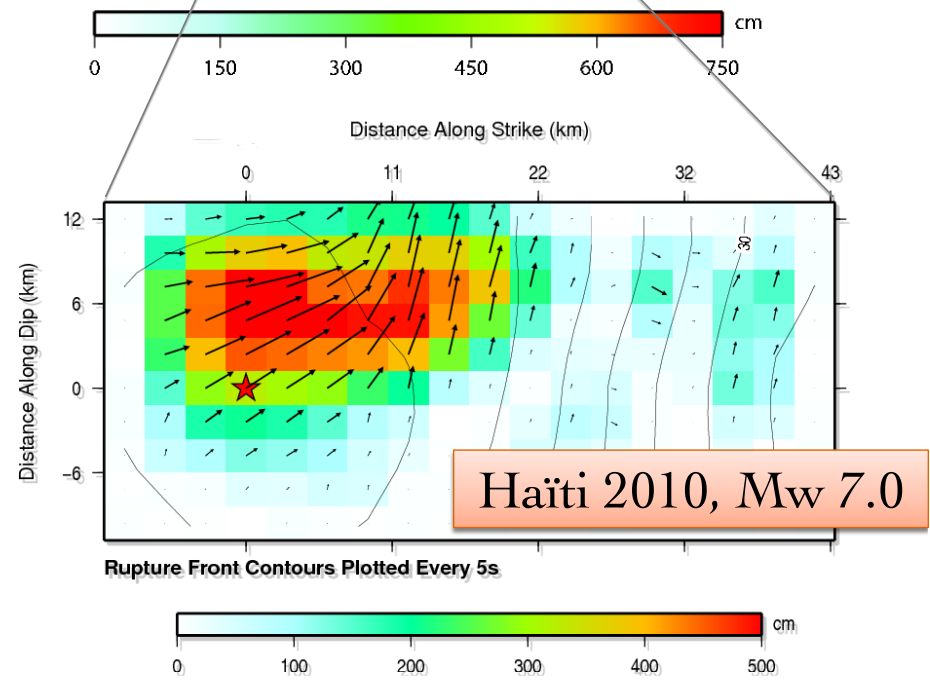 cm
0 150 300 450 600 750
Distance Along Strike (km)
0 11 22 32 43
Distance Along Dip (km)
12
6
0
−6
30
Haïti 2010, Mw 7.0
Rupture Front Contours Plotted Every 5s
cm
0 100 200 300 400 500